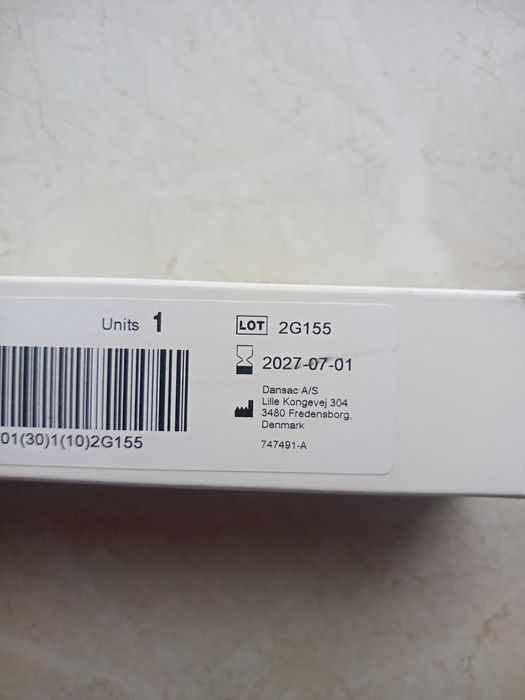 Units 1
LOT 2G155
2027-07-01
Dansac A/S
Lille Kongevej 304
3480 Fredensborg,
Denmark
747491-A
01(30)1(10)2G155